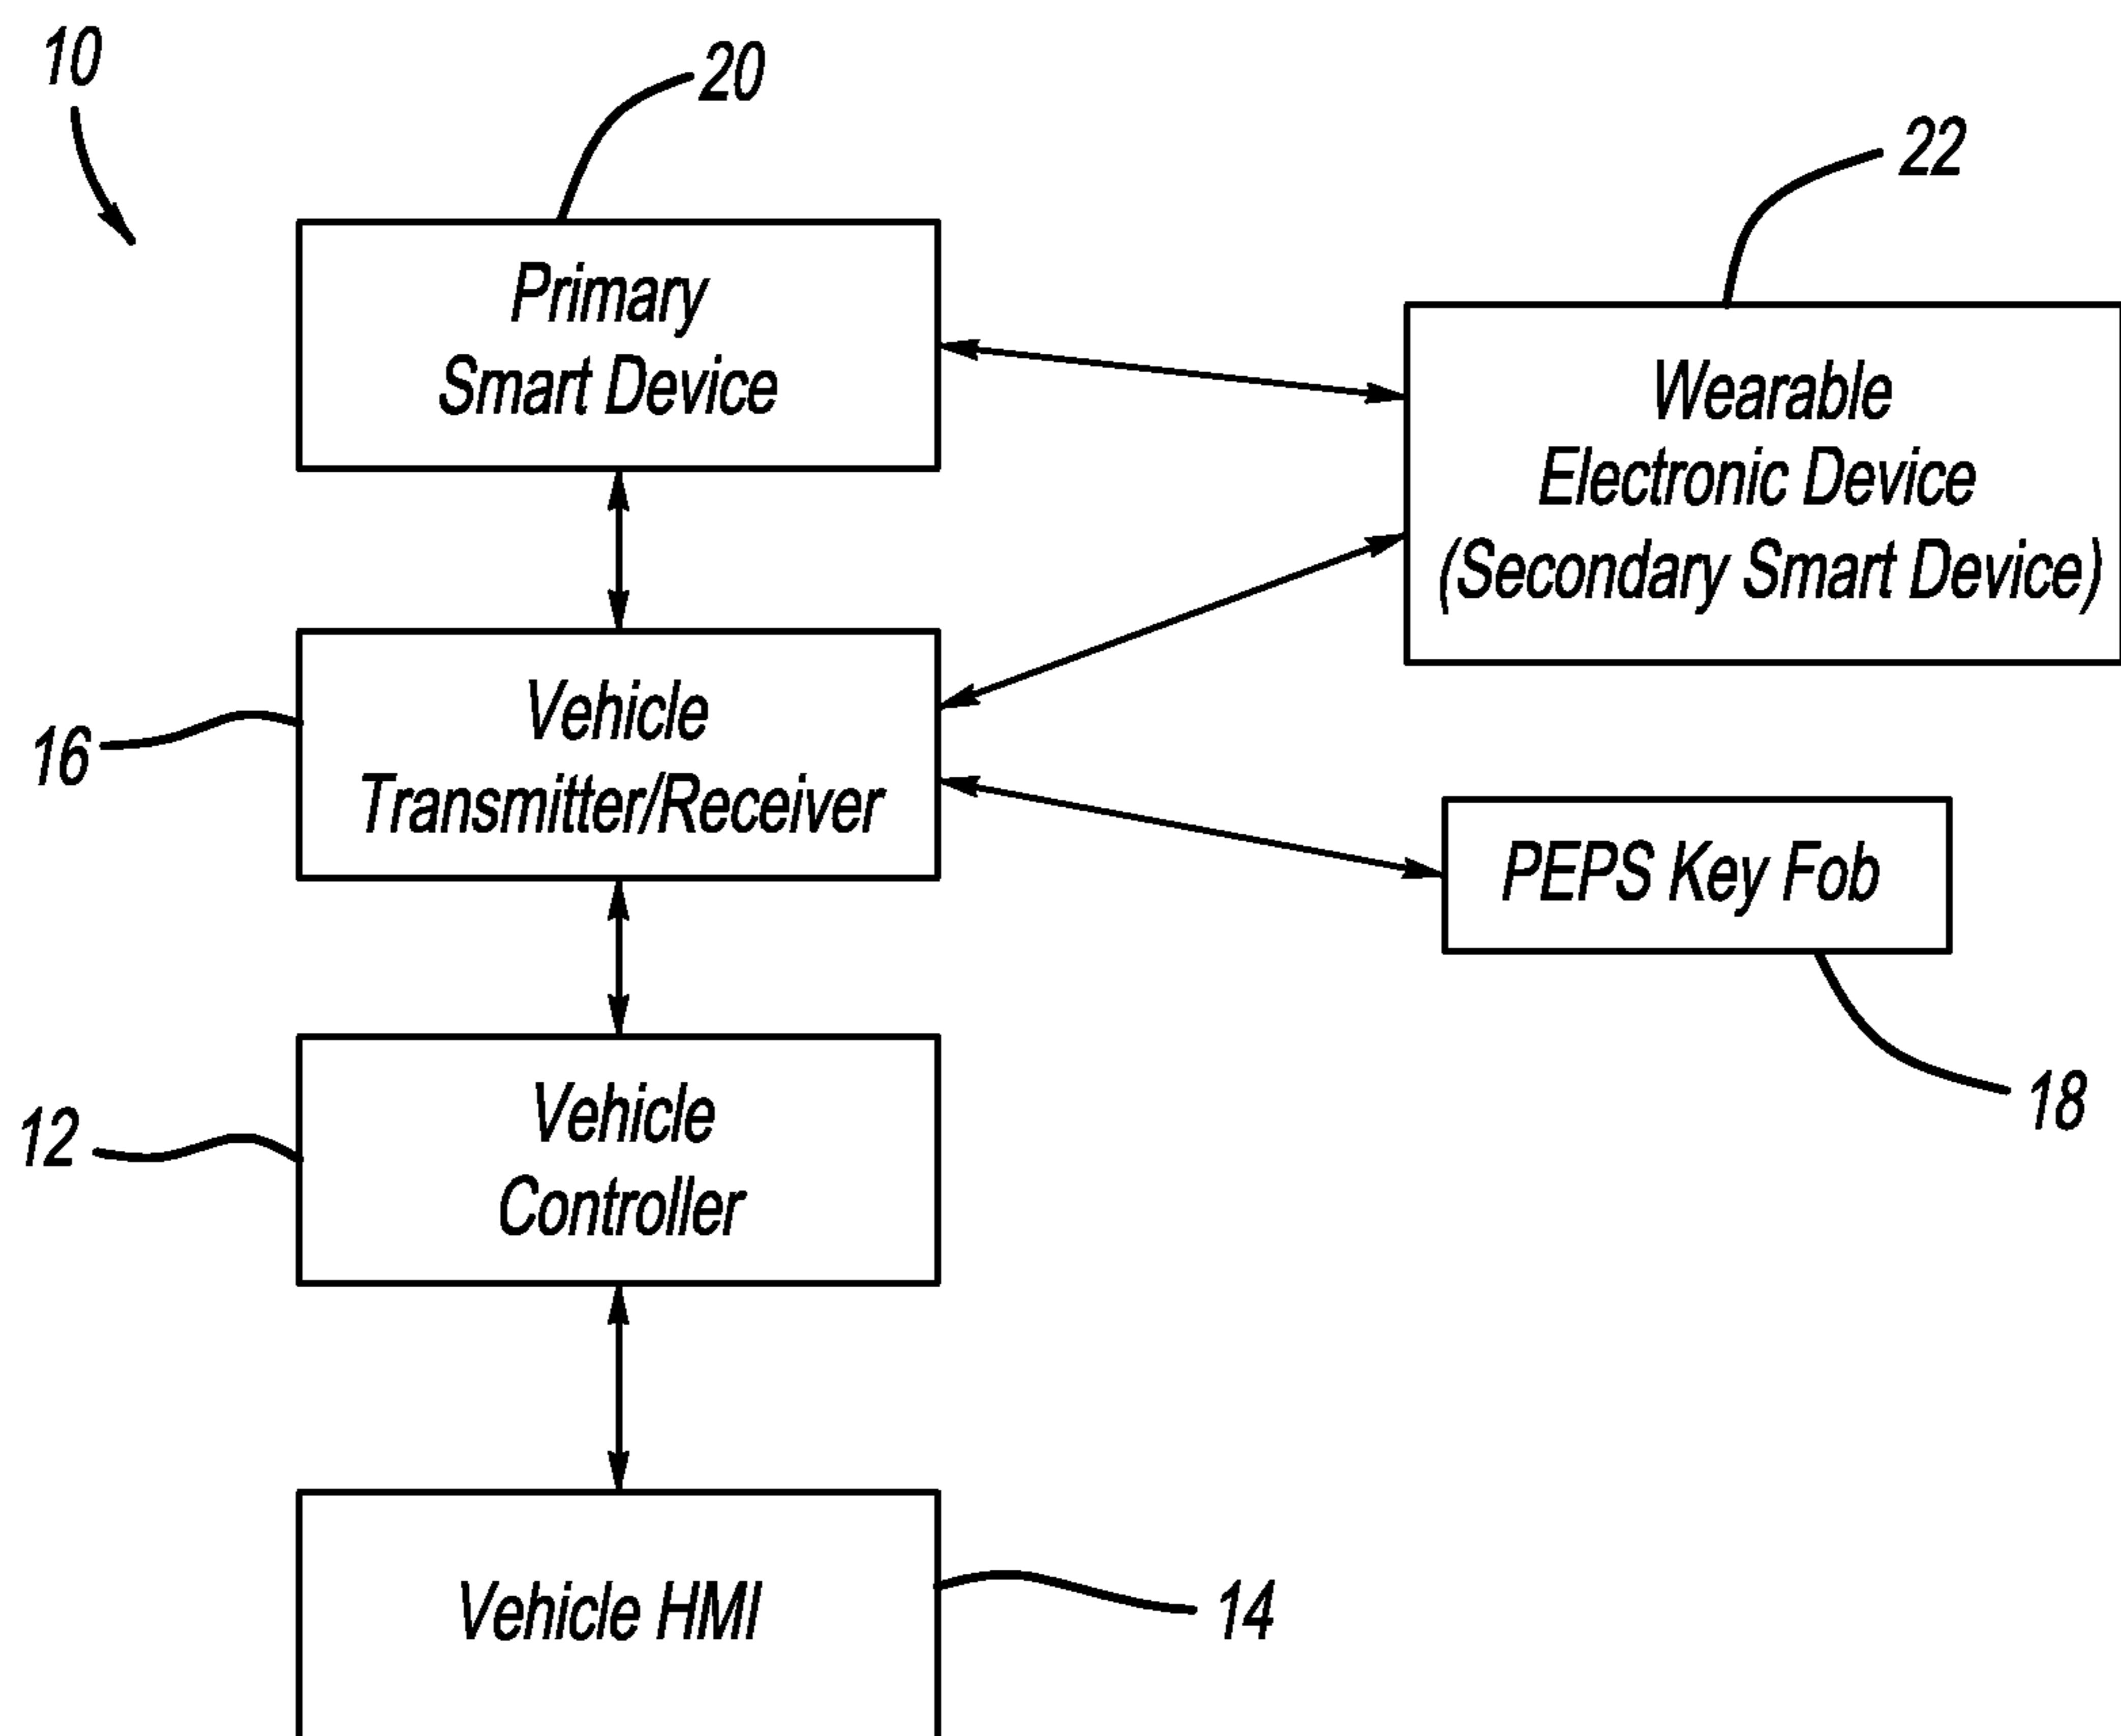 10
20
22
Primary
Smart Device
Wearable
Electronic Device
(Secondary Smart Device)
16
Vehicle
Transmitter/Receiver
PEPS Key Fob
18
12
Vehicle
Controller
Vehicle HMI
14